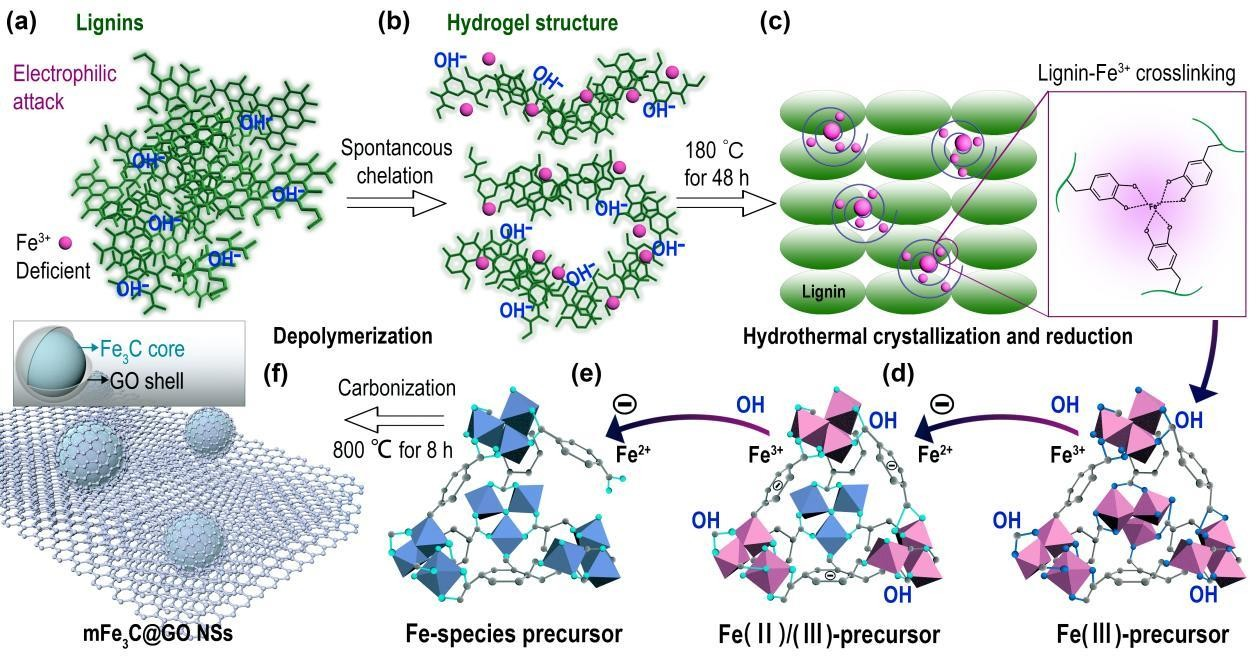 (a)
Lignins
Electrophilic
attack
OH⁻
OH⁻
OH⁻
OH⁻
OH⁻
OH⁻
Fe³⁺
Deficient
Spontancous
chelation
(b)
Hydrogel structure
OH⁻
OH⁻
OH⁻
OH⁻
OH⁻
OH⁻
OH⁻
OH⁻
Depolymerization
180 °C
for 48 h
(c)
Lignin-Fe³⁺ crosslinking
Lignin
Fe
Hydrothermal crystallization and reduction
(d)
OH
OH
Fe²⁺
Fe³⁺
OH
OH
Fe(Ⅲ)-precursor
(e)
OH
OH
Fe²⁺
Fe³⁺
OH
OH
Fe(Ⅱ)/(Ⅲ)-precursor
(f)
Carbonization
800 ℃ for 8 h
Fe-species precursor
Fe₃C core
GO shell
mFe₃C@GO NSs